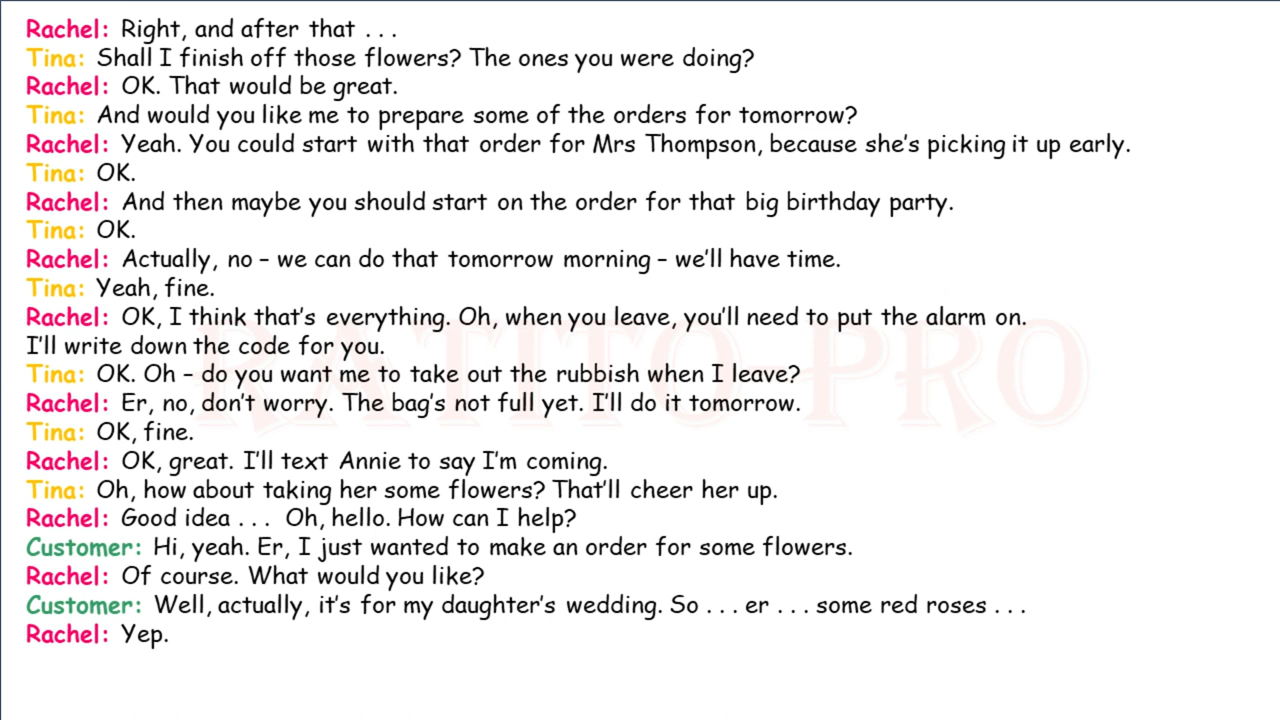 Rachel: Right, and after that . . .
Tina: Shall I finish off those flowers? The ones you were doing?
Rachel: OK. That would be great.
Tina: And would you like me to prepare some of the orders for tomorrow?
Rachel: Yeah. You could start with that order for Mrs Thompson, because she's picking it up early.
Tina: OK.
Rachel: And then maybe you should start on the order for that big birthday party.
Tina: OK.
Rachel: Actually, no – we can do that tomorrow morning – we'll have time.
Tina: Yeah, fine.
Rachel: OK, I think that's everything. Oh, when you leave, you'll need to put the alarm on.
I'll write down the code for you.
Tina: OK. Oh – do you want me to take out the rubbish when I leave?
Rachel: Er, no, don't worry. The bag's not full yet. I'll do it tomorrow.
Tina: OK, fine.
Rachel: OK, great. I'll text Annie to say I'm coming.
Tina: Oh, how about taking her some flowers? That'll cheer her up.
Rachel: Good idea . . . Oh, hello. How can I help?
Customer: Hi, yeah. Er, I just wanted to make an order for some flowers.
Rachel: Of course. What would you like?
Customer: Well, actually, it's for my daughter's wedding. So . . . er . . . some red roses . . .
Rachel: Yep.
RATITO-PRO